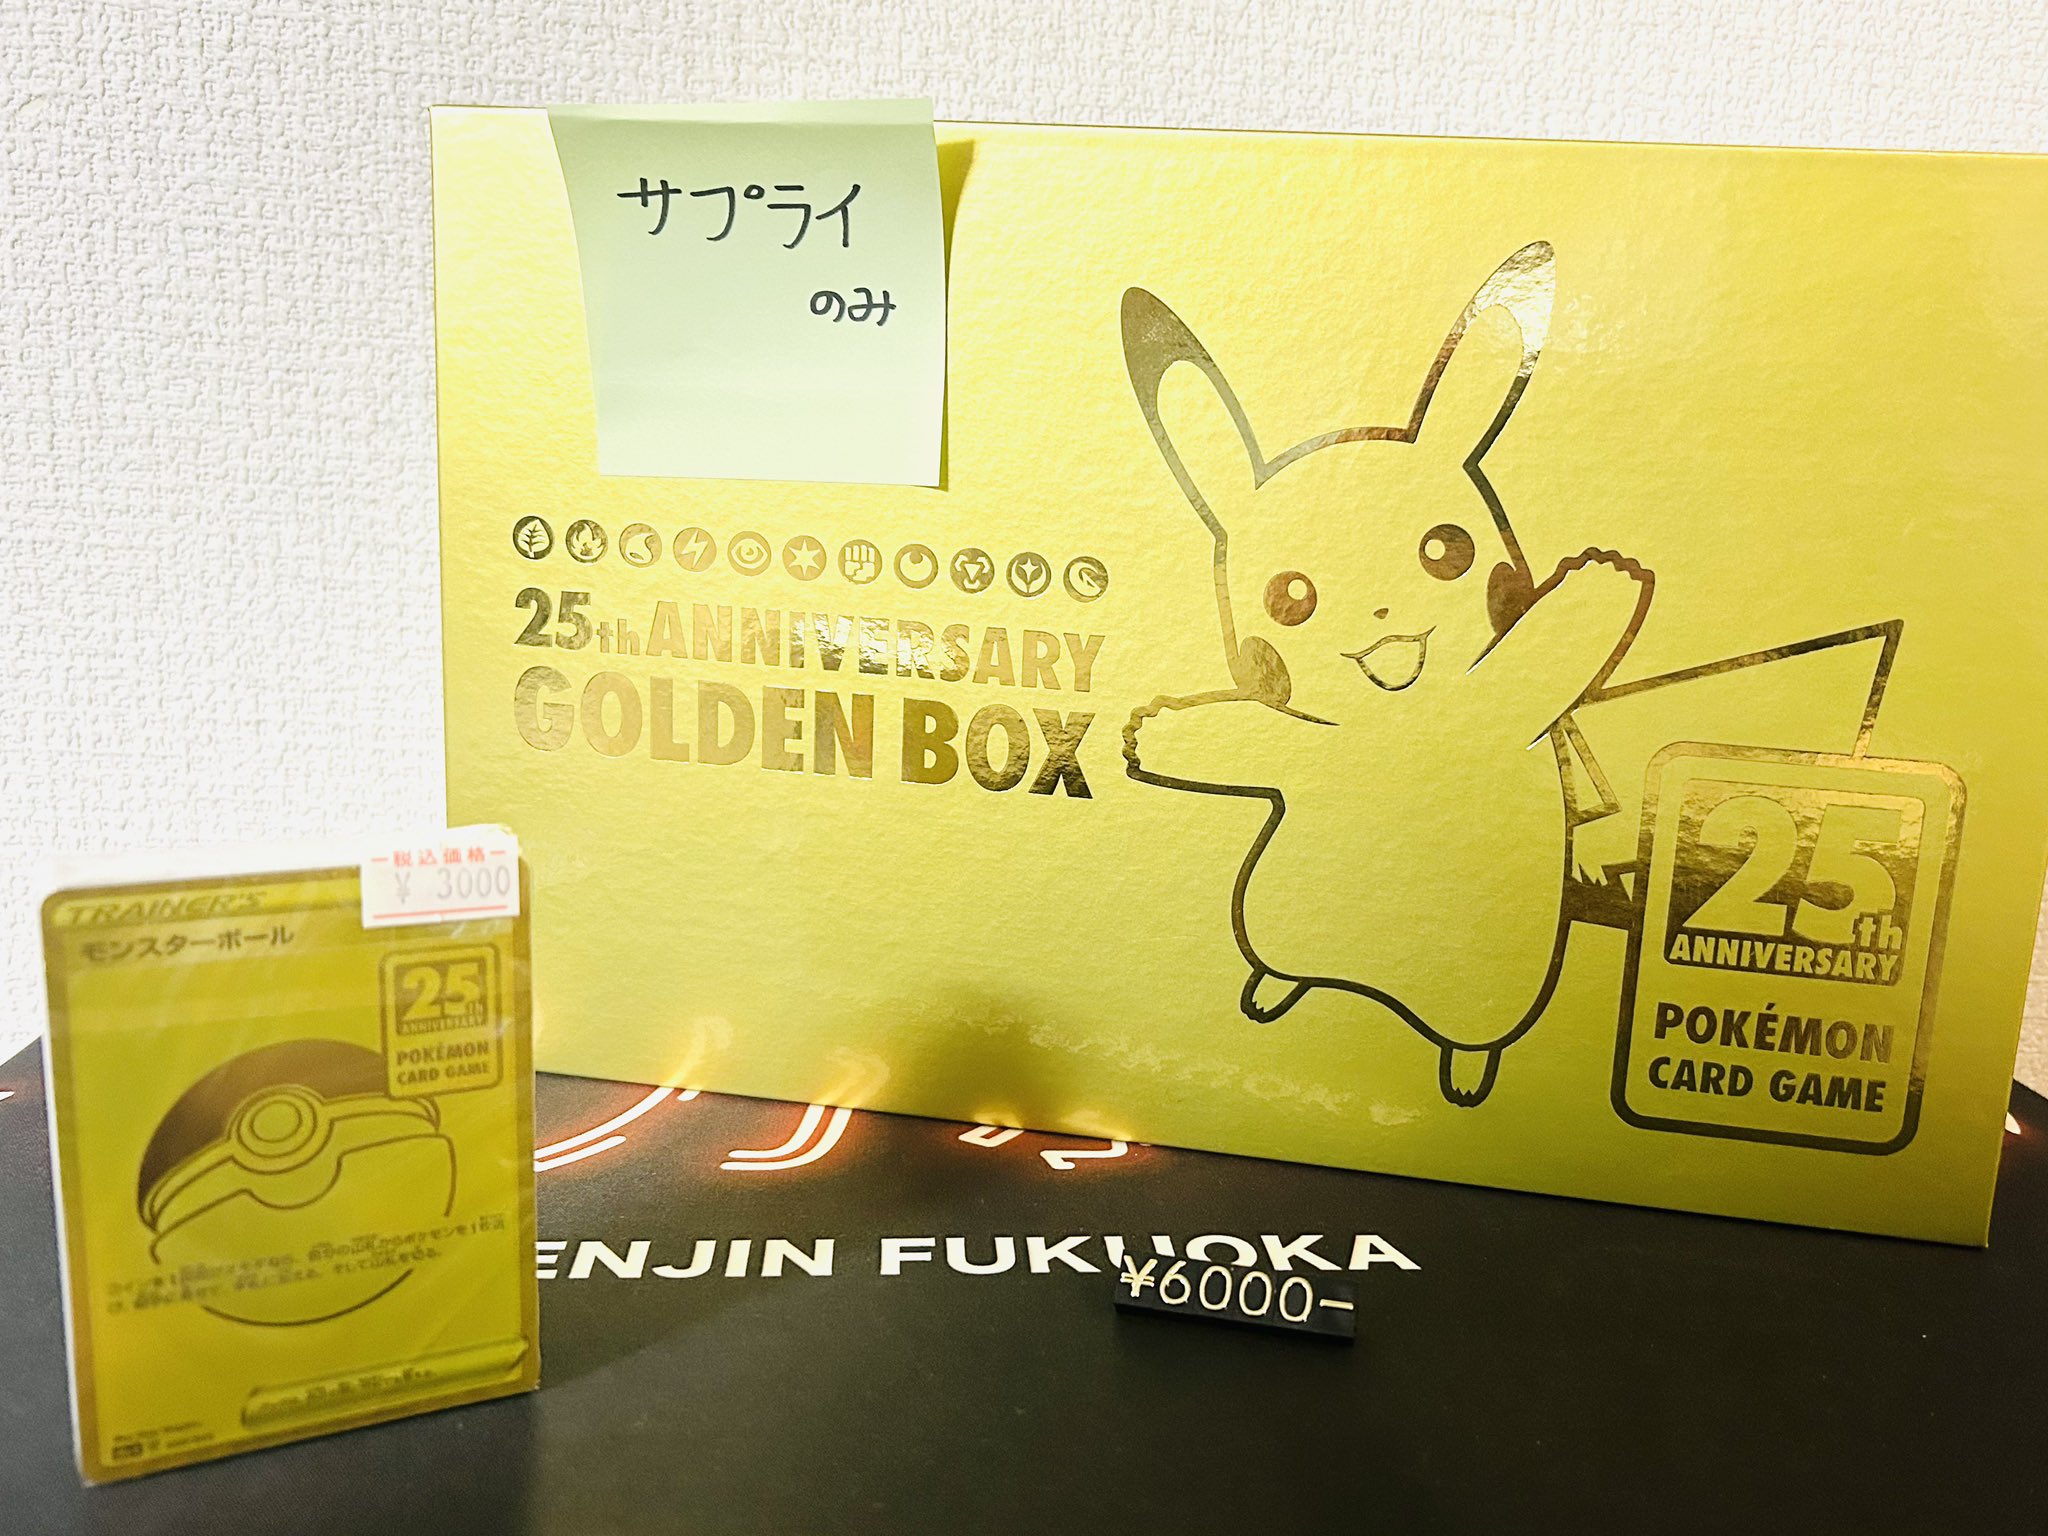 サプライ
のみ
25th ANNIVERSARY
GOLDEN BOX
25th
ANNIVERSARY
POKÉMON
CARD GAME
税込価格
¥ 3000
TRAINER'S
モンスターボール
25th
ANNIVERSARY
POKÉMON
CARD GAME
ENJIN FUKUOKA
¥6000-